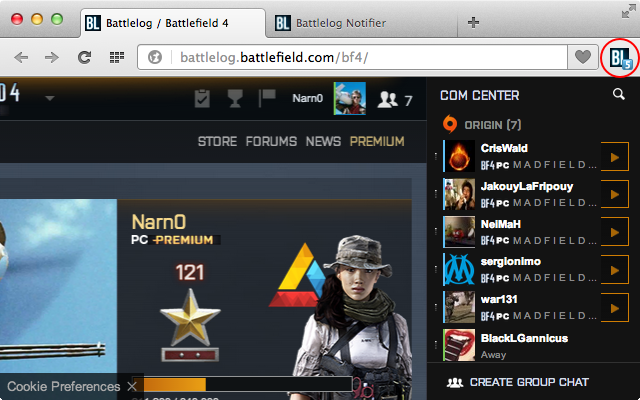 BL Battlelog / Battlefield 4
BL Battlelog Notifier
battlelog.battlefield.com/bf4/
BL 5
04
Narn0
7
STORE FORUMS NEWS PREMIUM
Narn0
PC PREMIUM
121
Cookie Preferences
COM CENTER
ORIGIN (7)
CrisWald
BF4 PC MADFIELD...
JakouyLaFripouy
BF4 PC MADFIELD...
NeiMaH
BF4 PC MADFIELD...
sergionimo
BF4 PC MADFIELD...
war131
BF4 PC MADFIELD...
BlackLGannicus
Away
CREATE GROUP CHAT